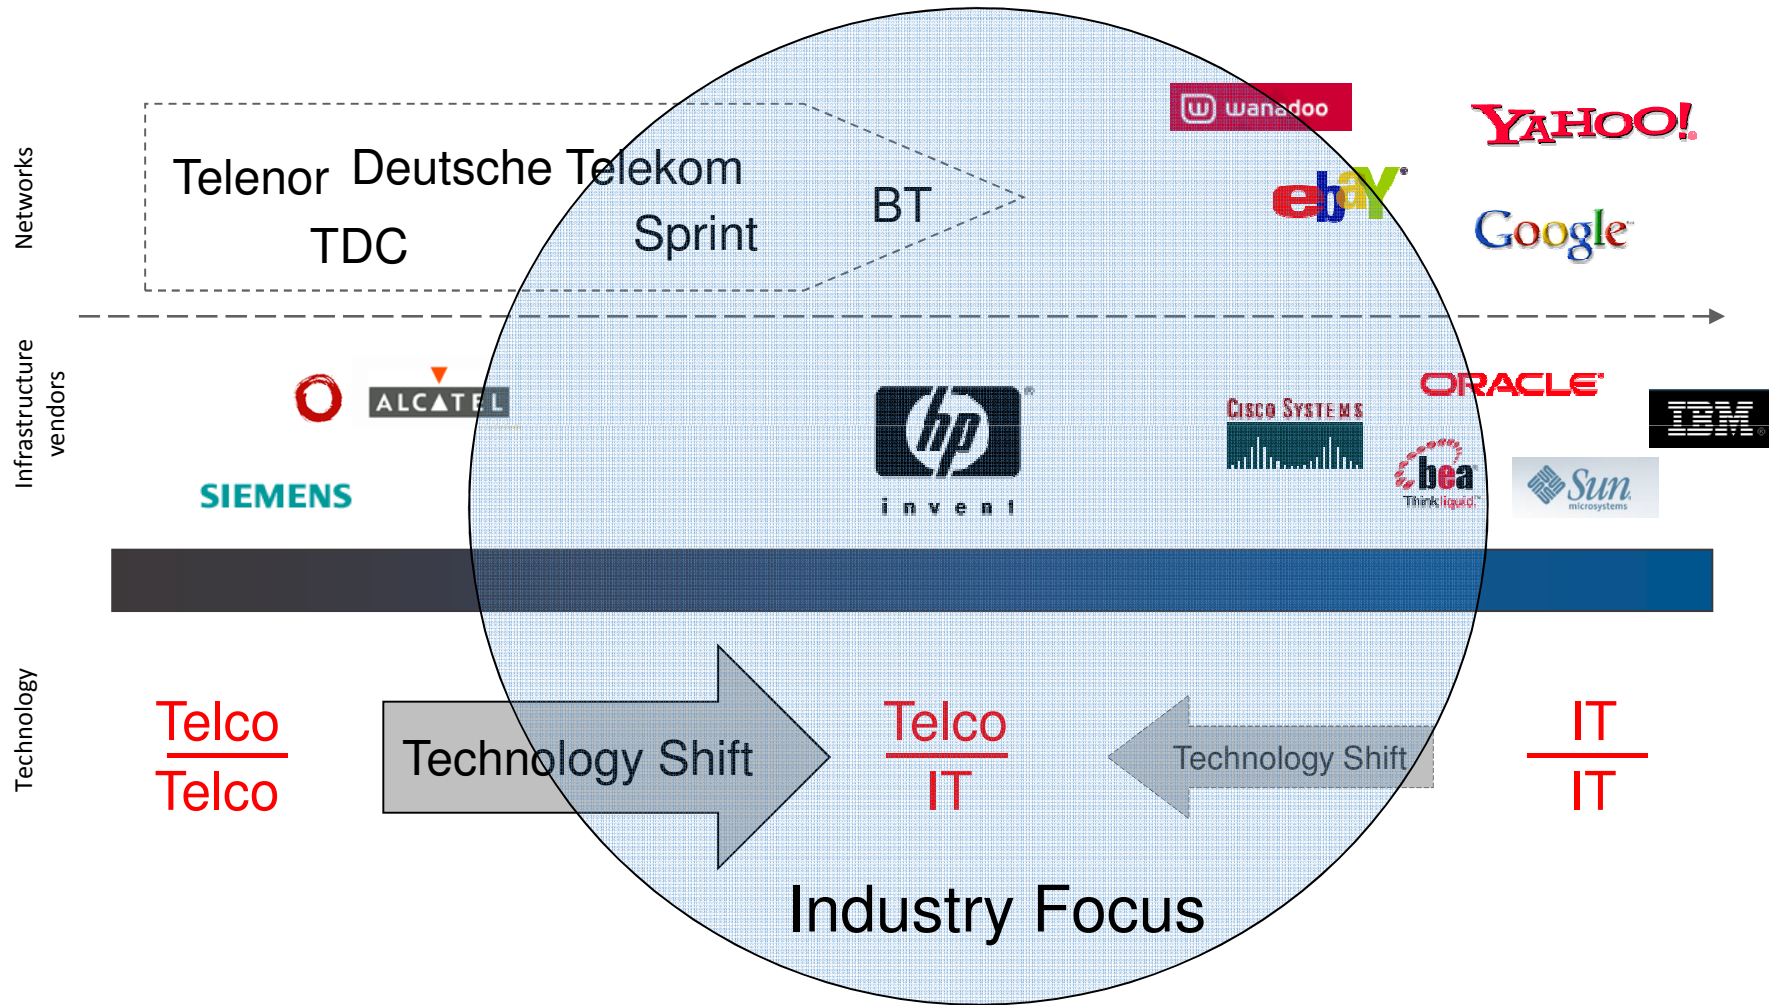 Networks
Telenor
Deutsche Telekom
TDC
Sprint
BT
wanadoo
ebaY®
YAHOO!
Google
Infrastructure
vendors
ALCATEL
SIEMENS
hp ®
invent
CISCO SYSTEMS
ORACLE
IBM®
bea
Think liquid.™
Sun
microsystems
Technology
Telco
Telco
Technology Shift
Telco
IT
Technology Shift
IT
IT
Industry Focus